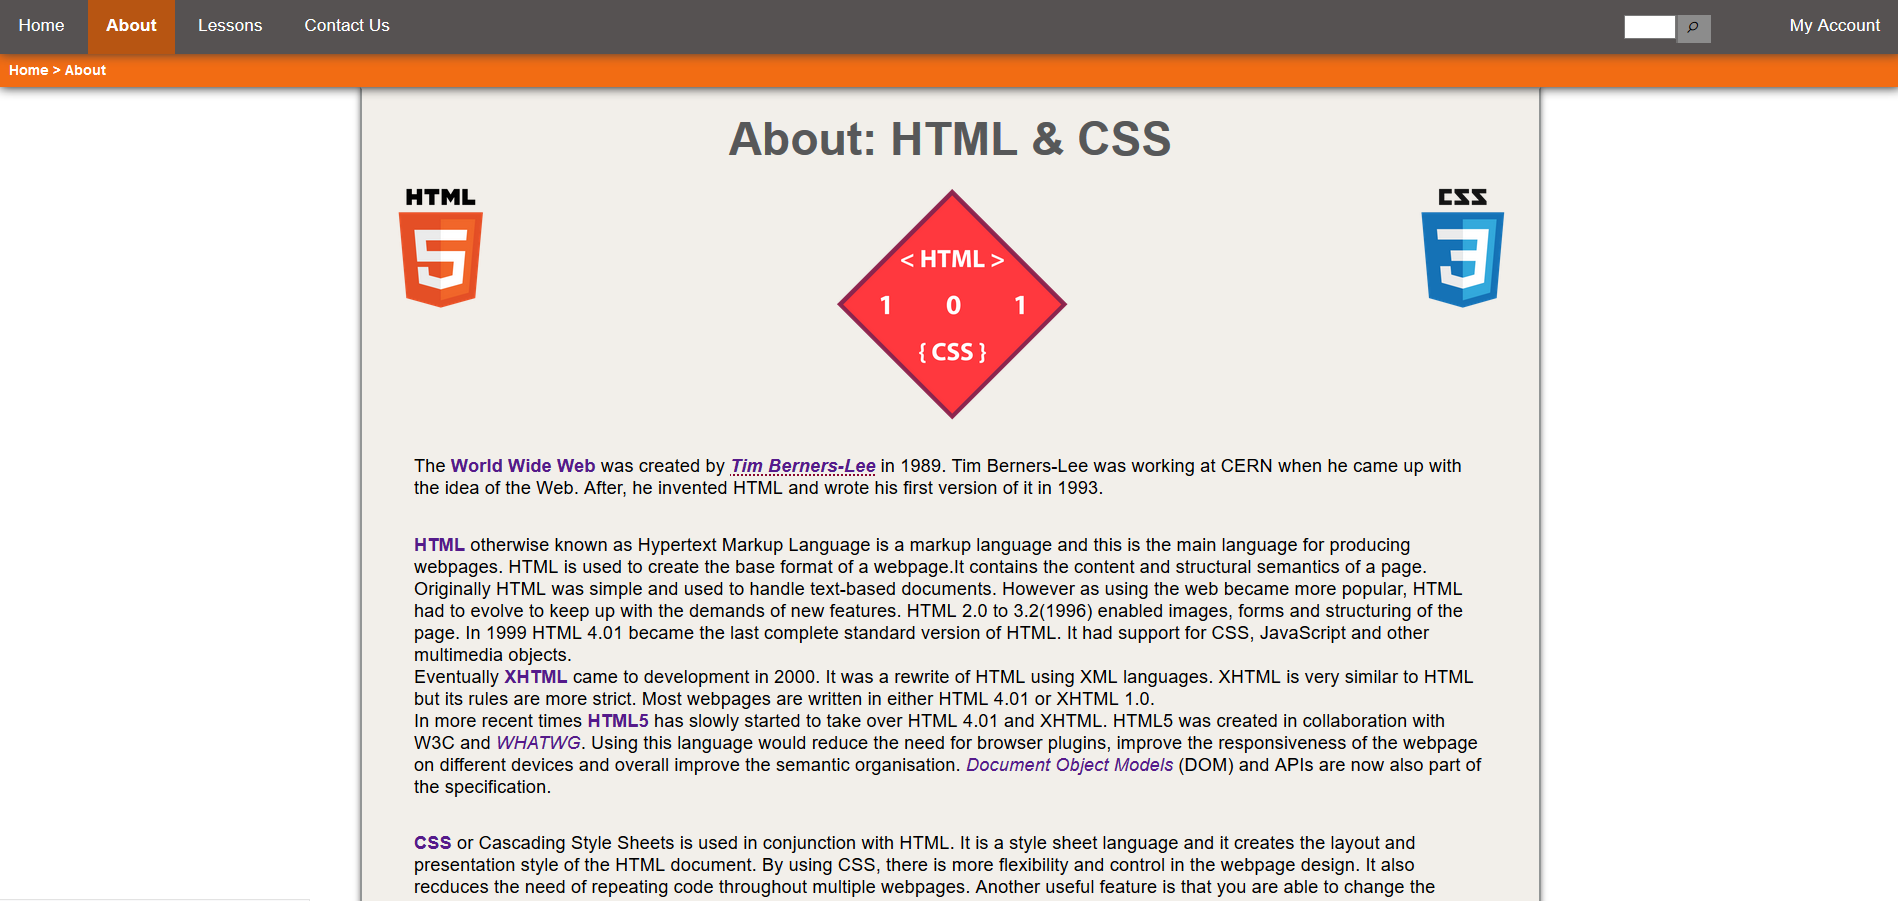 Home About Lessons Contact Us My Account
Home > About
About: HTML & CSS
HTML
5
< HTML >
1 0 1
{ CSS }
CSS
3
The World Wide Web was created by Tim Berners-Lee in 1989. Tim Berners-Lee was working at CERN when he came up with
the idea of the Web. After, he invented HTML and wrote his first version of it in 1993.
HTML otherwise known as Hypertext Markup Language is a markup language and this is the main language for producing
webpages. HTML is used to create the base format of a webpage.It contains the content and structural semantics of a page.
Originally HTML was simple and used to handle text-based documents. However as using the web became more popular, HTML
had to evolve to keep up with the demands of new features. HTML 2.0 to 3.2(1996) enabled images, forms and structuring of the
page. In 1999 HTML 4.01 became the last complete standard version of HTML. It had support for CSS, JavaScript and other
multimedia objects.
Eventually XHTML came to development in 2000. It was a rewrite of HTML using XML languages. XHTML is very similar to HTML
but its rules are more strict. Most webpages are written in either HTML 4.01 or XHTML 1.0.
In more recent times HTML5 has slowly started to take over HTML 4.01 and XHTML. HTML5 was created in collaboration with
W3C and WHATWG. Using this language would reduce the need for browser plugins, improve the responsiveness of the webpage
on different devices and overall improve the semantic organisation. Document Object Models (DOM) and APIs are now also part of
the specification.
CSS or Cascading Style Sheets is used in conjunction with HTML. It is a style sheet language and it creates the layout and
presentation style of the HTML document. By using CSS, there is more flexibility and control in the webpage design. It also
recduces the need of repeating code throughout multiple webpages. Another useful feature is that you are able to change the